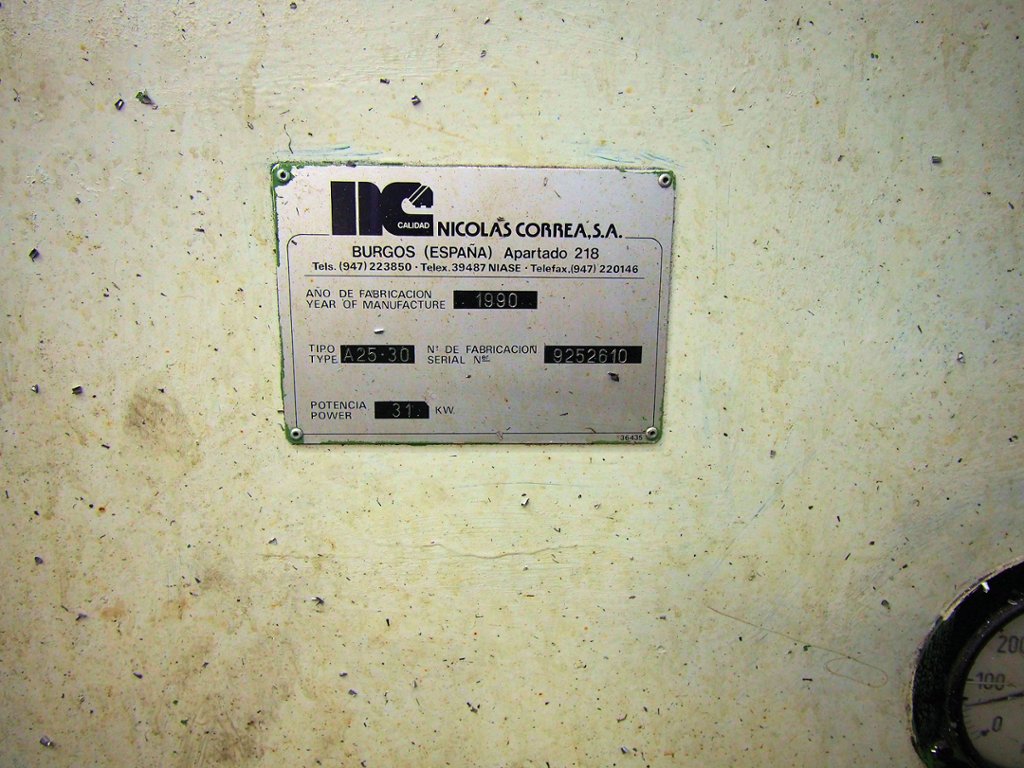 nc
CALIDAD
NICOLÁS CORREA, S.A.
BURGOS (ESPAÑA) Apartado 218
Tels. (947) 223850 · Telex. 39487 NIASE · Telefax. (947) 220146
AÑO DE FABRICACION
YEAR OF MANUFACTURE 1990
TIPO
TYPE A25·30
Nº DE FABRICACION
SERIAL Nº 9252610
POTENCIA
POWER 31 KW.
36435
200
100
0